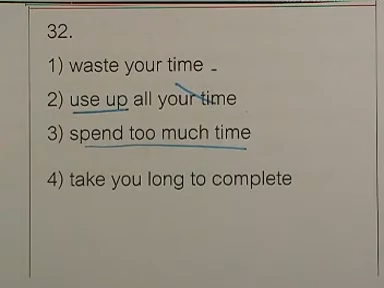 32.
1) waste your time -
2) use up all your time
3) spend too much time
4) take you long to complete